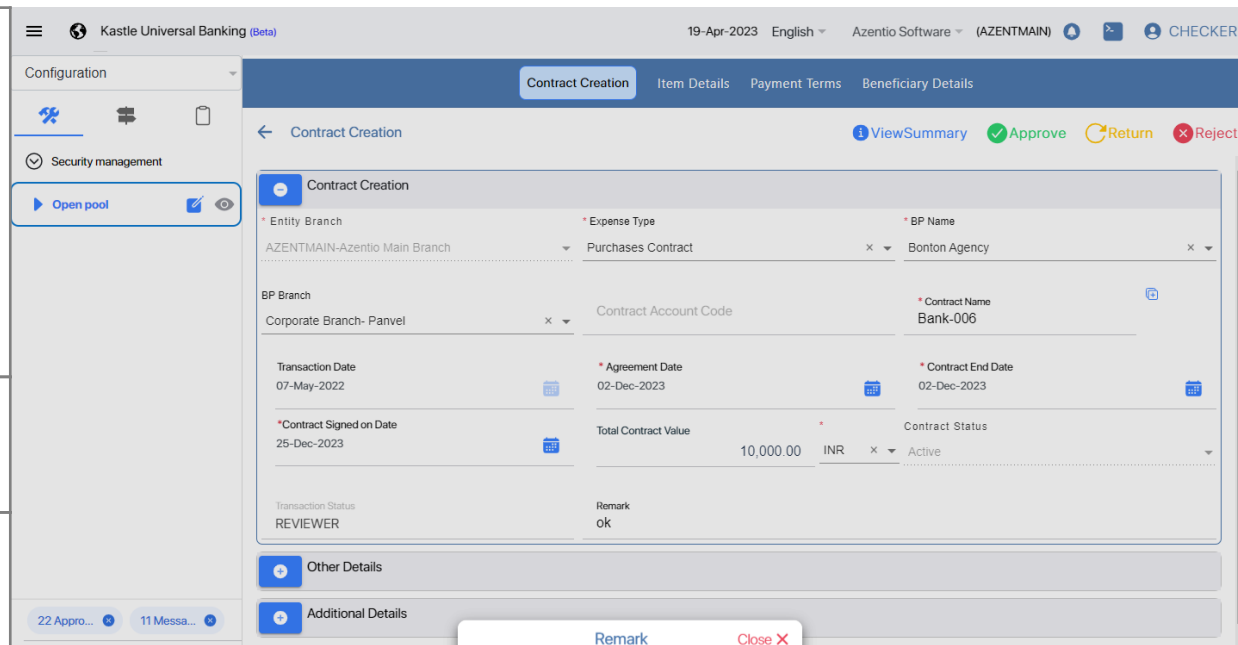 Kastle Universal Banking (Beta) 19-Apr-2023 English Azentio Software (AZENTMAIN) CHECKER
Configuration
Contract Creation Item Details Payment Terms Beneficiary Details
Contract Creation ViewSummary Approve Return Reject
Security management
Open pool
Contract Creation
* Entity Branch * Expense Type * BP Name
AZENTMAIN-Azentio Main Branch Purchases Contract × Bonton Agency ×
BP Branch * Contract Name
Corporate Branch- Panvel × Contract Account Code Bank-006
Transaction Date * Agreement Date * Contract End Date
07-May-2022 02-Dec-2023 02-Dec-2023
*Contract Signed on Date Total Contract Value * Contract Status
25-Dec-2023 10,000.00 INR × Active
Transaction Status Remark
REVIEWER ok
Other Details
Additional Details
22 Appro... 11 Messa...
Remark Close ×